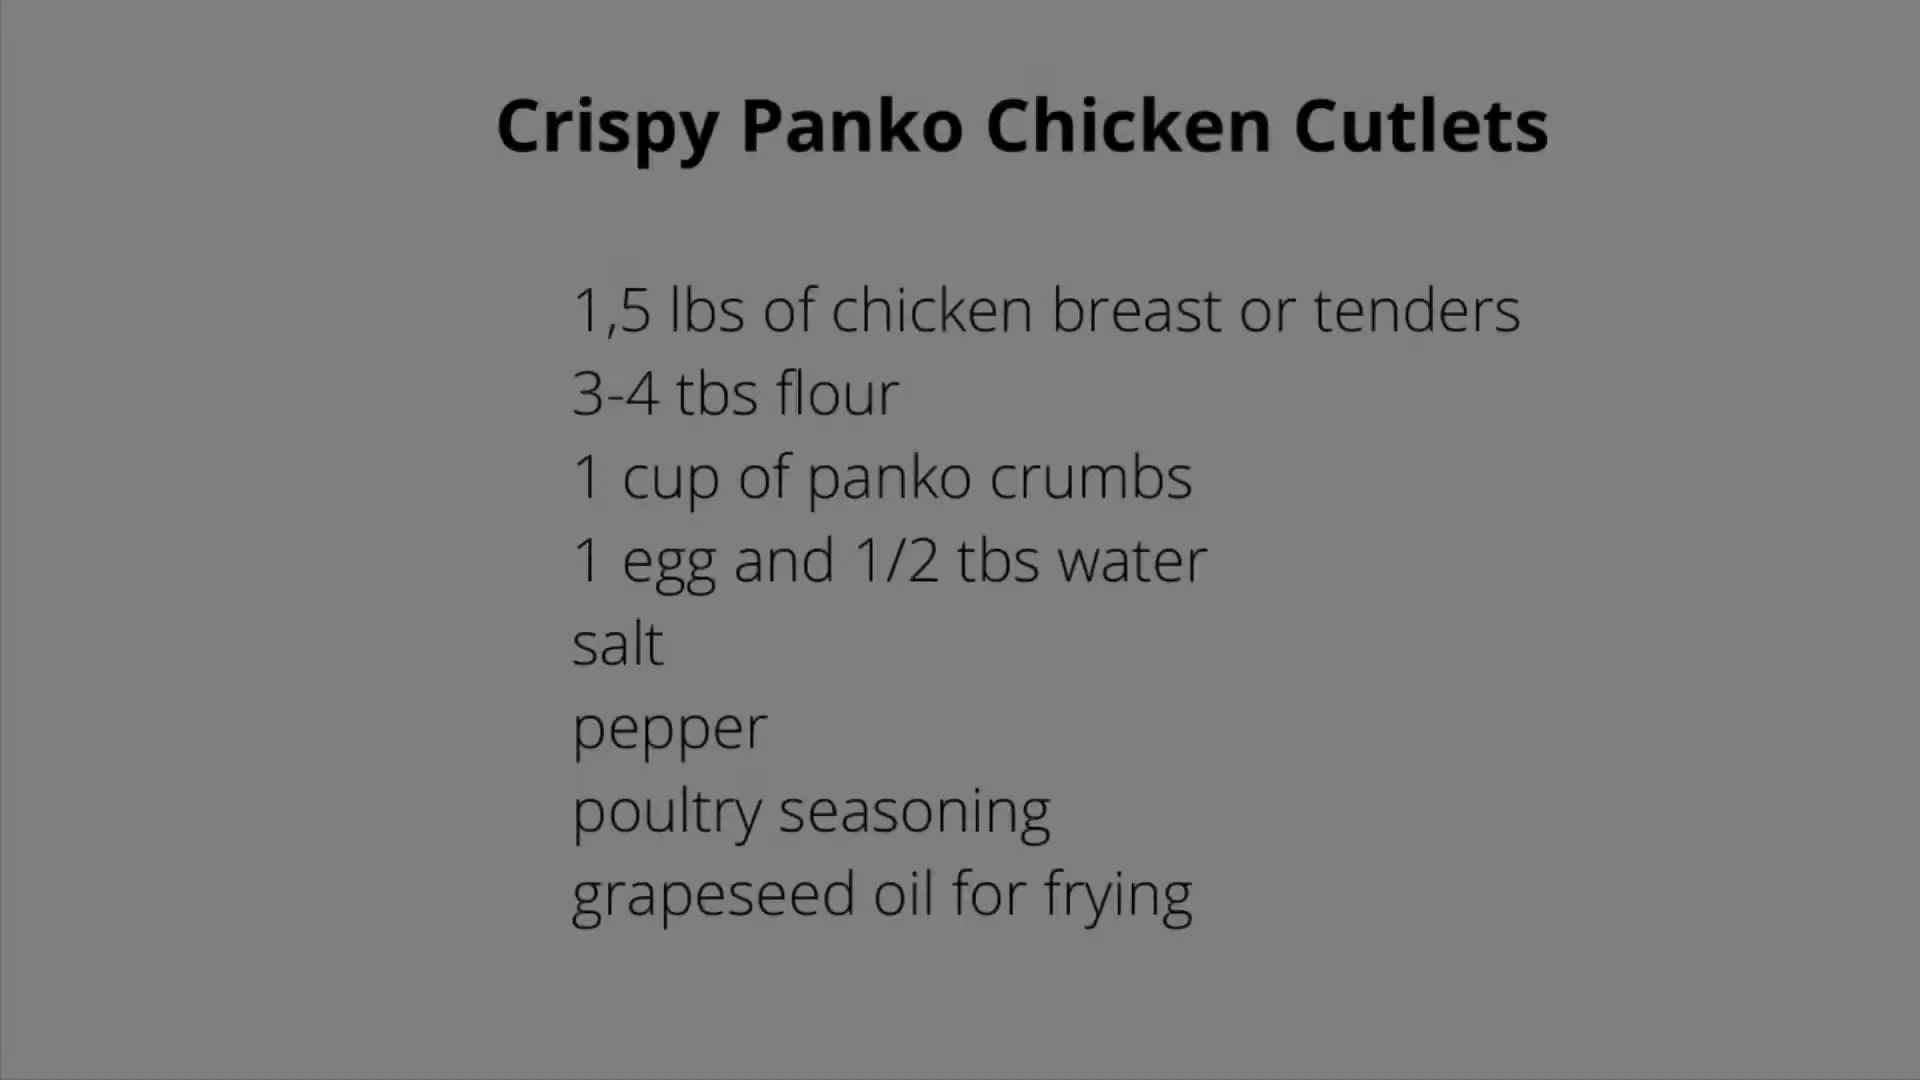 Crispy Panko Chicken Cutlets
1,5 lbs of chicken breast or tenders
3-4 tbs flour
1 cup of panko crumbs
1 egg and 1/2 tbs water
salt
pepper
poultry seasoning
grapeseed oil for frying